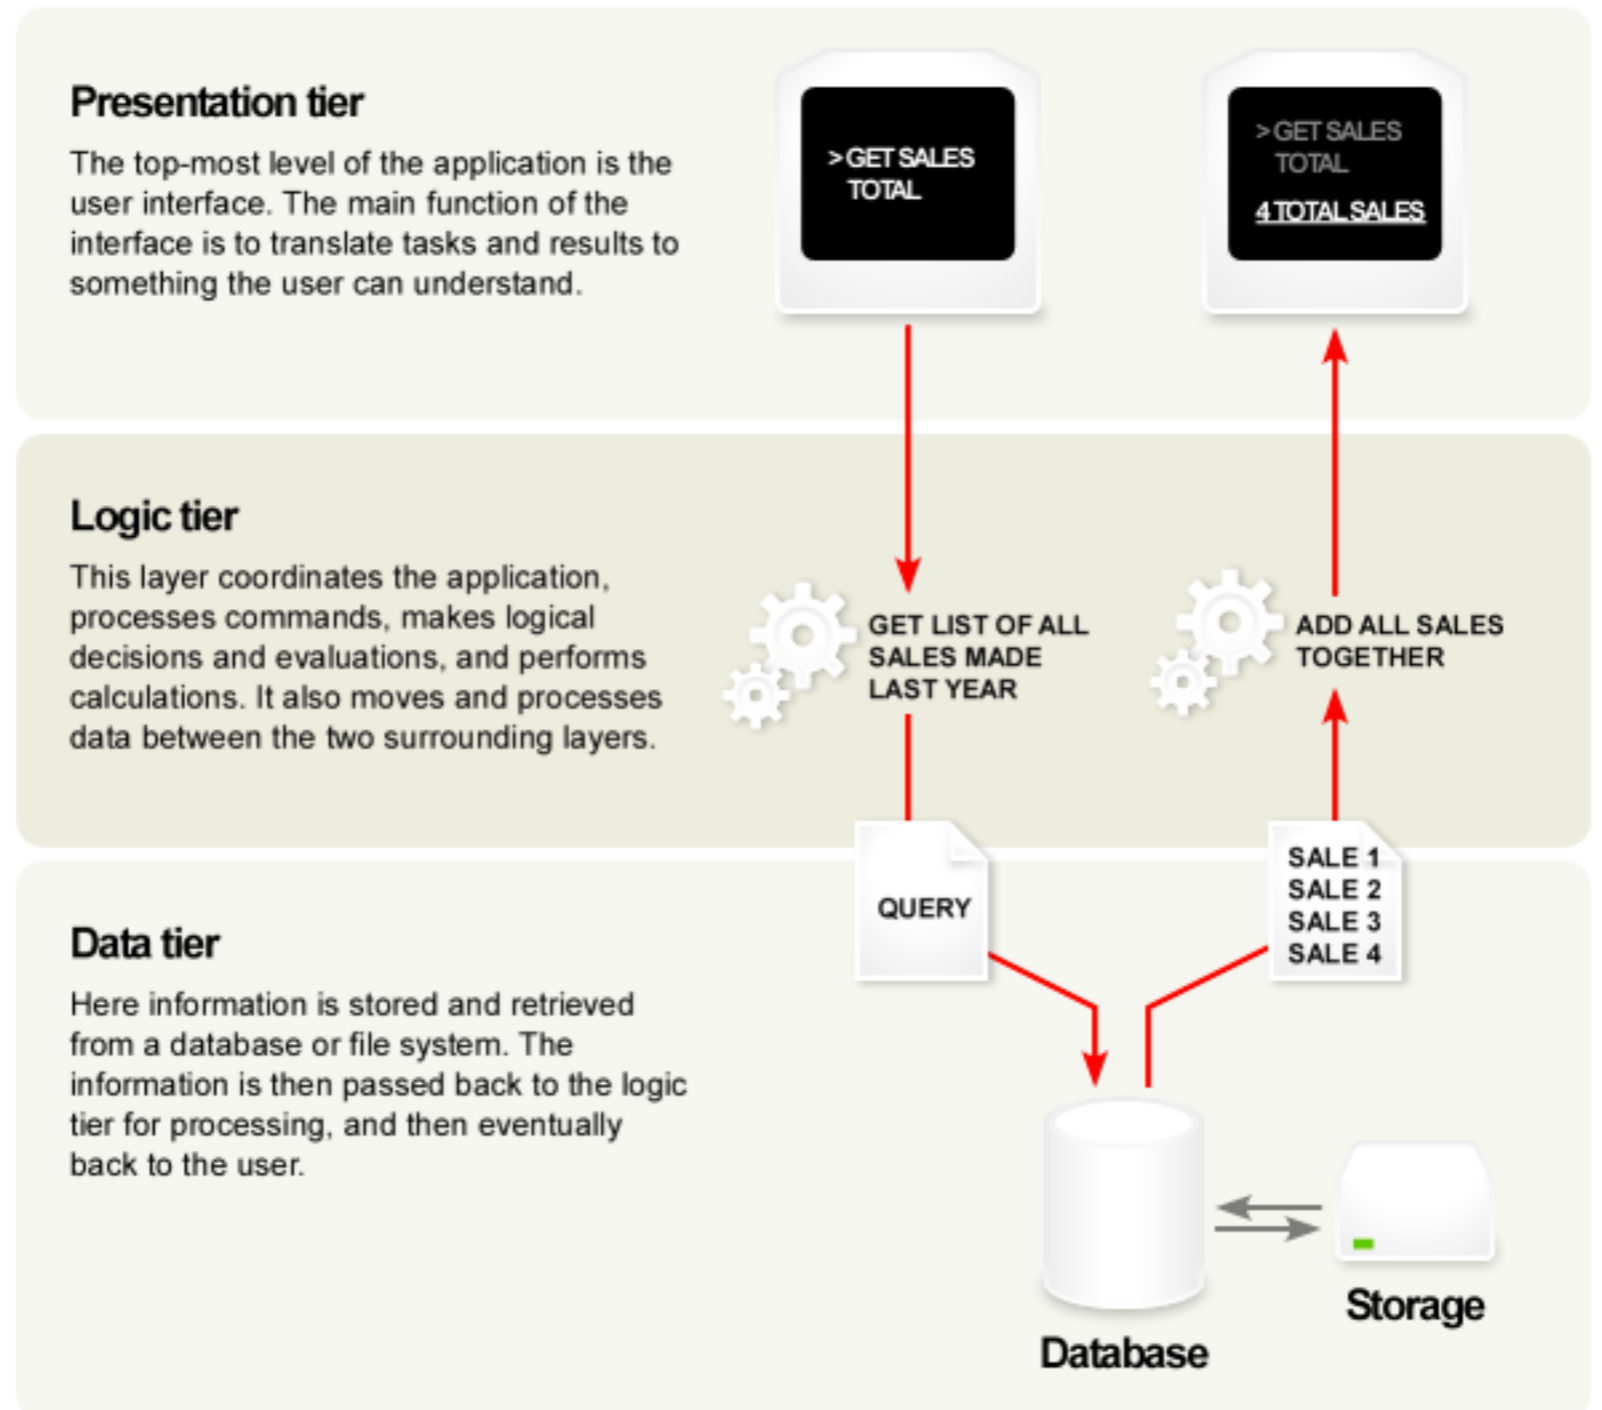 Presentation tier
The top-most level of the application is the
user interface. The main function of the
interface is to translate tasks and results to
something the user can understand.
>GET SALES
TOTAL
>GET SALES
TOTAL
4 TOTAL SALES
Logic tier
This layer coordinates the application,
processes commands, makes logical
decisions and evaluations, and performs
calculations. It also moves and processes
data between the two surrounding layers.
GET LIST OF ALL
SALES MADE
LAST YEAR
ADD ALL SALES
TOGETHER
QUERY
SALE 1
SALE 2
SALE 3
SALE 4
Data tier
Here information is stored and retrieved
from a database or file system. The
information is then passed back to the logic
tier for processing, and then eventually
back to the user.
Database
Storage